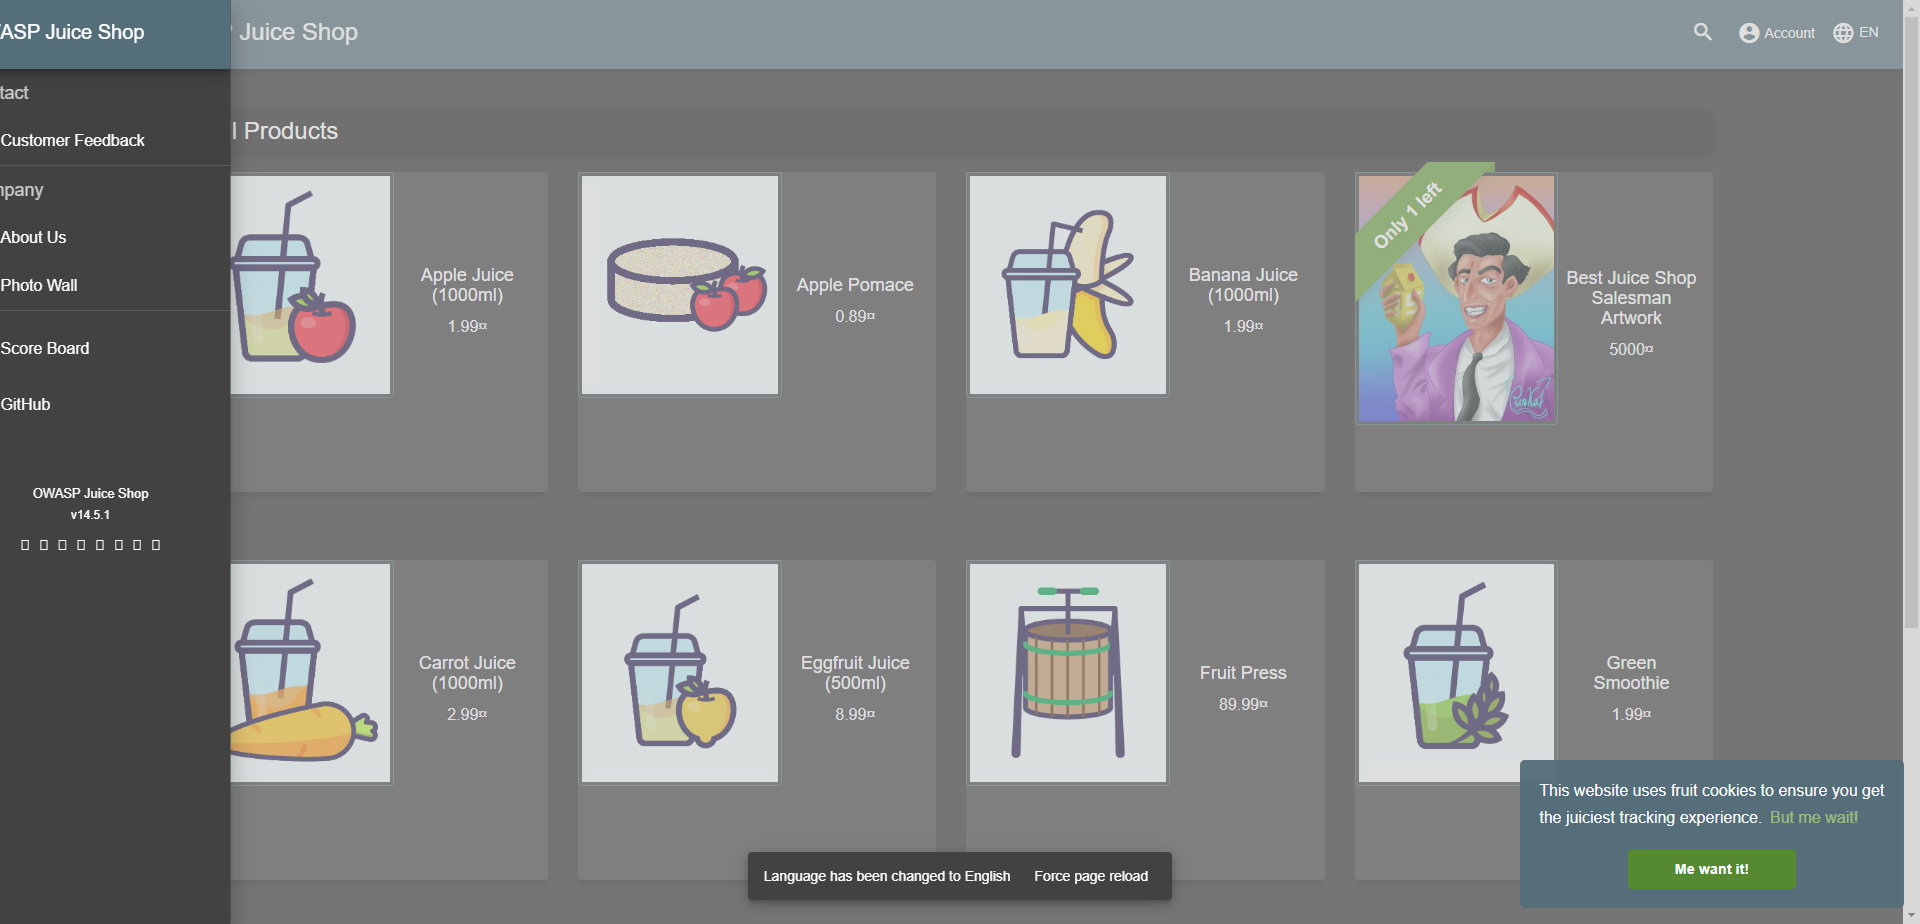 ASP Juice Shop
Juice Shop
Account
EN
tact
Customer Feedback
mpany
About Us
Photo Wall
Score Board
GitHub
OWASP Juice Shop
v14.5.1
l Products
Apple Juice
(1000ml)
1.99¤
Apple Pomace
0.89¤
Banana Juice
(1000ml)
1.99¤
Only 1 left
Best Juice Shop
Salesman
Artwork
5000¤
Carrot Juice
(1000ml)
2.99¤
Eggfruit Juice
(500ml)
8.99¤
Fruit Press
89.99¤
Green
Smoothie
1.99¤
This website uses fruit cookies to ensure you get
the juiciest tracking experience. But me wait!
Me want it!
Language has been changed to English Force page reload